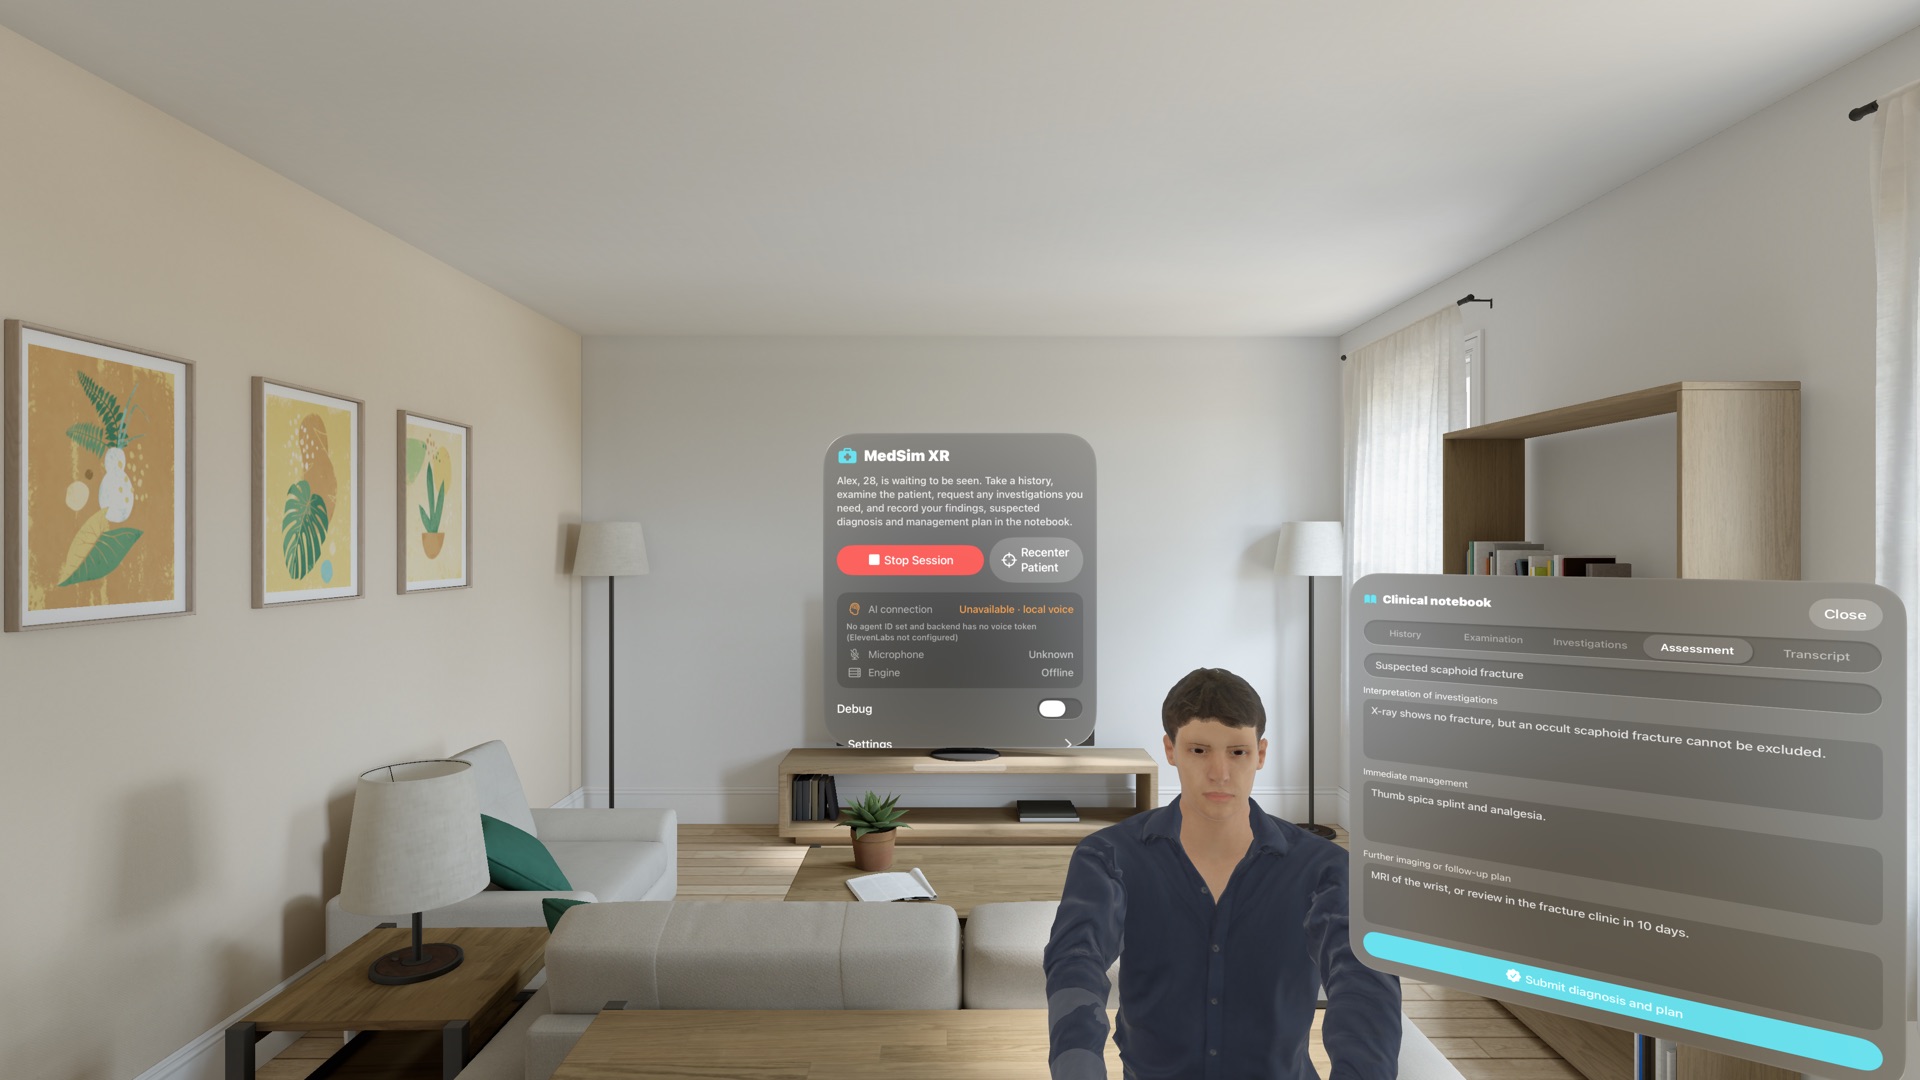 MedSim XR
Alex, 28, is waiting to be seen. Take a history,
examine the patient, request any investigations you
need, and record your findings, suspected
diagnosis and management plan in the notebook.
Stop Session
Recenter
Patient
AI connection
Unavailable · local voice
No agent ID set and backend has no voice token
(ElevenLabs not configured)
Microphone
Unknown
Engine
Offline
Debug
Settings
Clinical notebook
Close
History
Examination
Investigations
Assessment
Transcript
Suspected scaphoid fracture
Interpretation of investigations
X-ray shows no fracture, but an occult scaphoid fracture cannot be excluded.
Immediate management
Thumb spica splint and analgesia.
Further imaging or follow-up plan
MRI of the wrist, or review in the fracture clinic in 10 days.
Submit diagnosis and plan